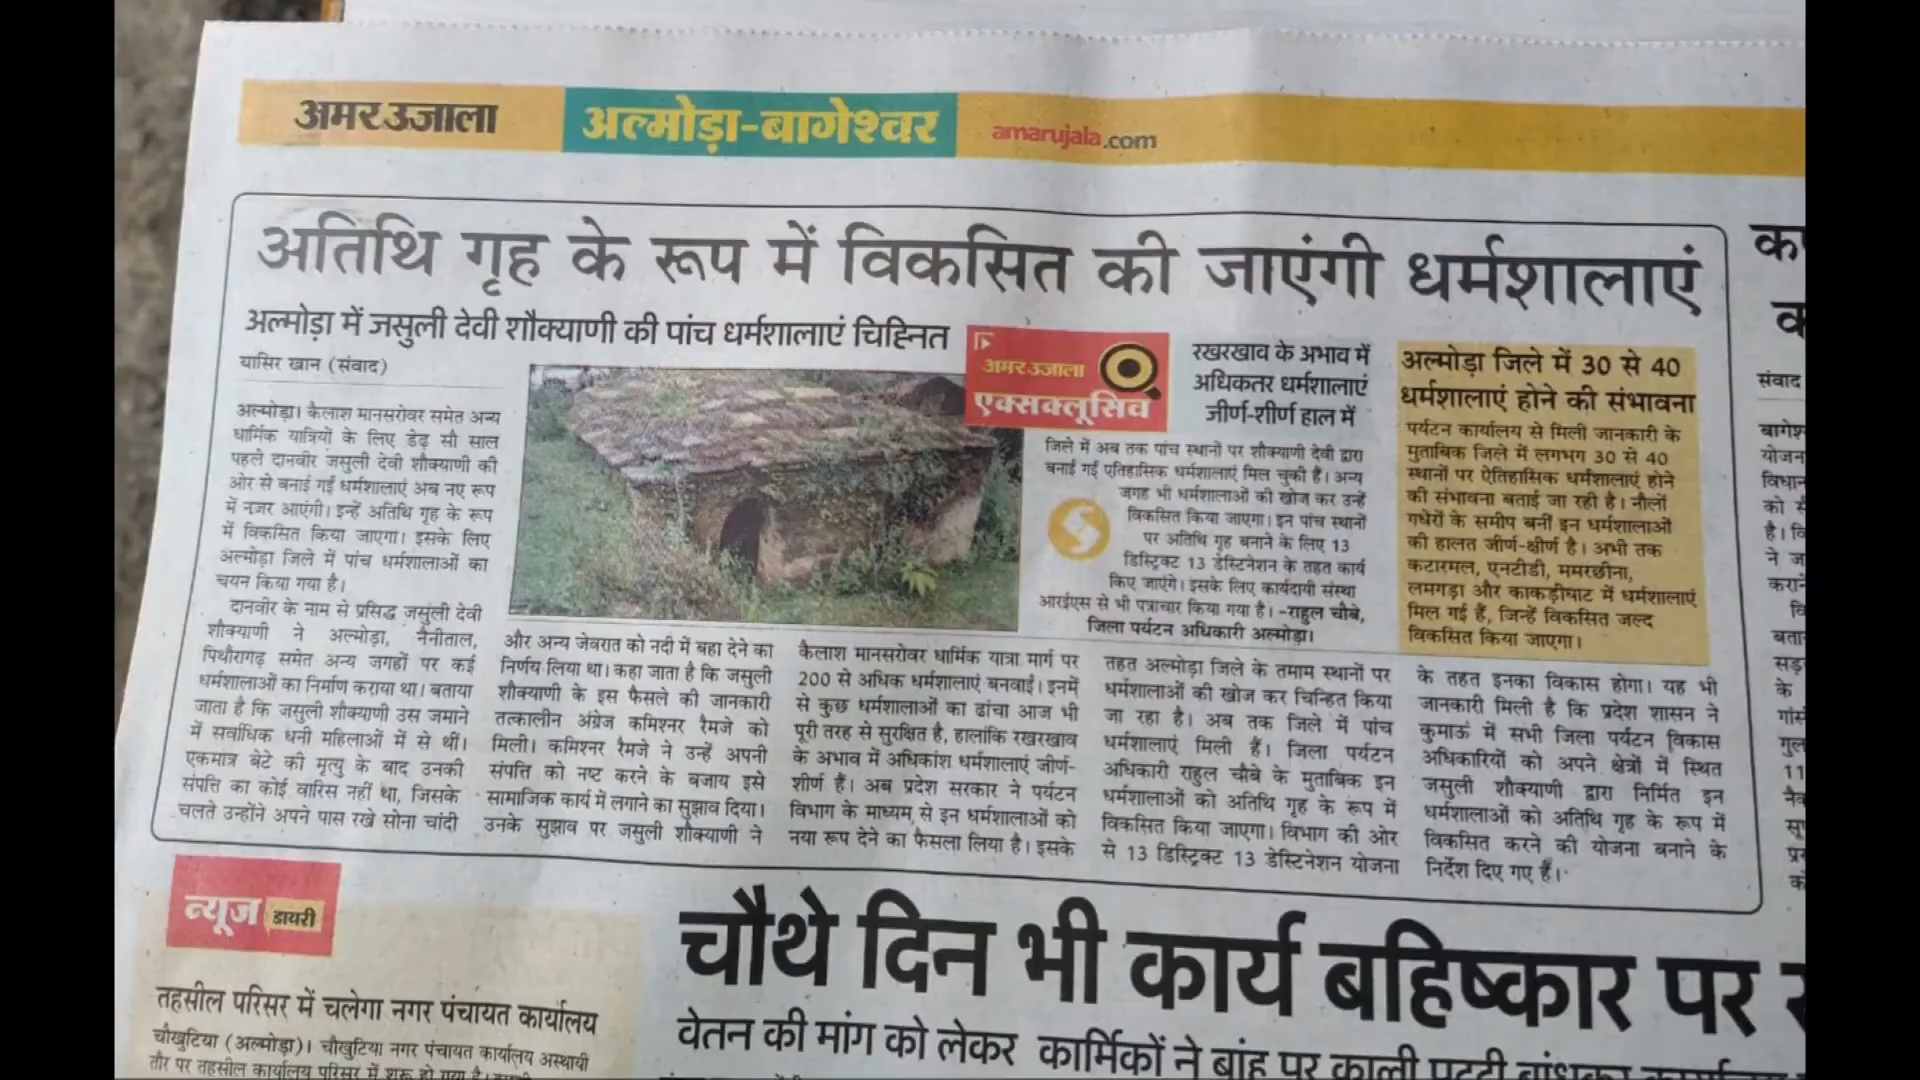 अमर उजाला
अल्मोड़ा-बागेश्वर
amarujala.com
अतिथि गृह के रूप में विकसित की जाएंगी धर्मशालाएं
अल्मोड़ा में जसुली देवी शौक्याणी की पांच धर्मशालाएं चिह्नित
यासिर खान (संवाद)
अल्मोड़ा। कैलाश मानसरोवर समेत अन्य
धार्मिक यात्रियों के लिए डेढ़ सौ साल
पहले दानवीर जसुली देवी शौक्याणी की
ओर से बनाई गईं धर्मशालाएं अब नए रूप
में नजर आएंगी। इन्हें अतिथि गृह के रूप
में विकसित किया जाएगा। इसके लिए
अल्मोड़ा जिले में पांच धर्मशालाओं का
चयन किया गया है।
दानवीर के नाम से प्रसिद्ध जसुली देवी
शौक्याणी ने अल्मोड़ा, नैनीताल,
पिथौरागढ़ समेत अन्य जगहों पर कई
धर्मशालाओं का निर्माण कराया था। बताया
जाता है कि जसुली शौक्याणी उस जमाने
में सर्वाधिक धनी महिलाओं में से थीं।
एकमात्र बेटे की मृत्यु के बाद उनकी
संपत्ति का कोई वारिस नहीं था, जिसके
चलते उन्होंने अपने पास रखे सोना चांदी
और अन्य जेवरात को नदी में बहा देने का
निर्णय लिया था। कहा जाता है कि जसुली
शौक्याणी के इस फैसले की जानकारी
तत्कालीन अंग्रेज कमिश्नर रैमजे को
मिली। कमिश्नर रैमजे ने उन्हें अपनी
संपत्ति को नष्ट करने के बजाय इसे
सामाजिक कार्य में लगाने का सुझाव दिया।
उनके सुझाव पर जसुली शौक्याणी ने
कैलाश मानसरोवर धार्मिक यात्रा मार्ग पर
200 से अधिक धर्मशालाएं बनवाईं। इनमें
से कुछ धर्मशालाओं का ढांचा आज भी
पूरी तरह से सुरक्षित है, हालांकि रखरखाव
के अभाव में अधिकांश धर्मशालाएं जीर्ण-
शीर्ण हैं। अब प्रदेश सरकार ने पर्यटन
विभाग के माध्यम से इन धर्मशालाओं को
नया रूप देने का फैसला लिया है। इसके
तहत अल्मोड़ा जिले के तमाम स्थानों पर
धर्मशालाओं की खोज कर चिन्हित किया
जा रहा है। अब तक जिले में पांच
धर्मशालाएं मिली हैं। जिला पर्यटन
अधिकारी राहुल चौबे के मुताबिक इन
धर्मशालाओं को अतिथि गृह के रूप में
विकसित किया जाएगा। विभाग की ओर
से 13 डिस्ट्रिक्ट 13 डेस्टिनेशन योजना
के तहत इनका विकास होगा। यह भी
जानकारी मिली है कि प्रदेश शासन ने
कुमाऊं में सभी जिला पर्यटन विकास
अधिकारियों को अपने क्षेत्रों में स्थित
जसुली शौक्याणी द्वारा निर्मित इन
धर्मशालाओं को अतिथि गृह के रूप में
विकसित करने की योजना बनाने के
निर्देश दिए गए हैं।
अमर उजाला
एक्सक्लूसिव
रखरखाव के अभाव में
अधिकतर धर्मशालाएं
जीर्ण-शीर्ण हाल में
जिले में अब तक पांच स्थानों पर शौक्याणी देवी द्वारा
बनाई गईं एतिहासिक धर्मशालाएं मिल चुकी हैं। अन्य
जगह भी धर्मशालाओं की खोज कर उन्हें
विकसित किया जाएगा। इन पांच स्थानों
पर अतिथि गृह बनाने के लिए 13
डिस्ट्रिक्ट 13 डेस्टिनेशन के तहत कार्य
किए जाएंगे। इसके लिए कार्यदायी संस्था
आरईएस से भी पत्राचार किया गया है। -राहुल चौबे,
जिला पर्यटन अधिकारी अल्मोड़ा।
अल्मोड़ा जिले में 30 से 40
धर्मशालाएं होने की संभावना
पर्यटन कार्यालय से मिली जानकारी के
मुताबिक जिले में लगभग 30 से 40
स्थानों पर ऐतिहासिक धर्मशालाएं होने
की संभावना बताई जा रही है। नौलों
गधेरों के समीप बनीं इन धर्मशालाओं
की हालत जीर्ण-क्षीर्ण है। अभी तक
कटारमल, एनटीडी, ममरछीना,
लमगड़ा और काकड़ीघाट में धर्मशालाएं
मिल गई हैं, जिन्हें विकसित जल्द
विकसित किया जाएगा।
संवाद
न्यूज डायरी
तहसील परिसर में चलेगा नगर पंचायत कार्यालय
चौखुटिया (अल्मोड़ा)। चौखुटिया नगर पंचायत कार्यालय अस्थायी
तौर पर तहसील कार्यालय परिसर में शुरू हो गया है।
चौथे दिन भी कार्य बहिष्कार पर
वेतन की मांग को लेकर कार्मिकों ने बांह पर काली पट्टी बांधकर